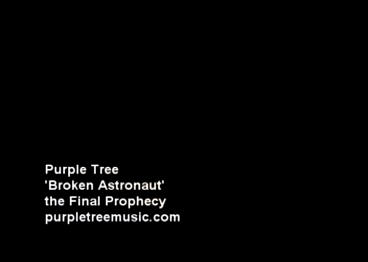 Purple Tree
'Broken Astronaut'
the Final Prophecy
purpletreemusic.com